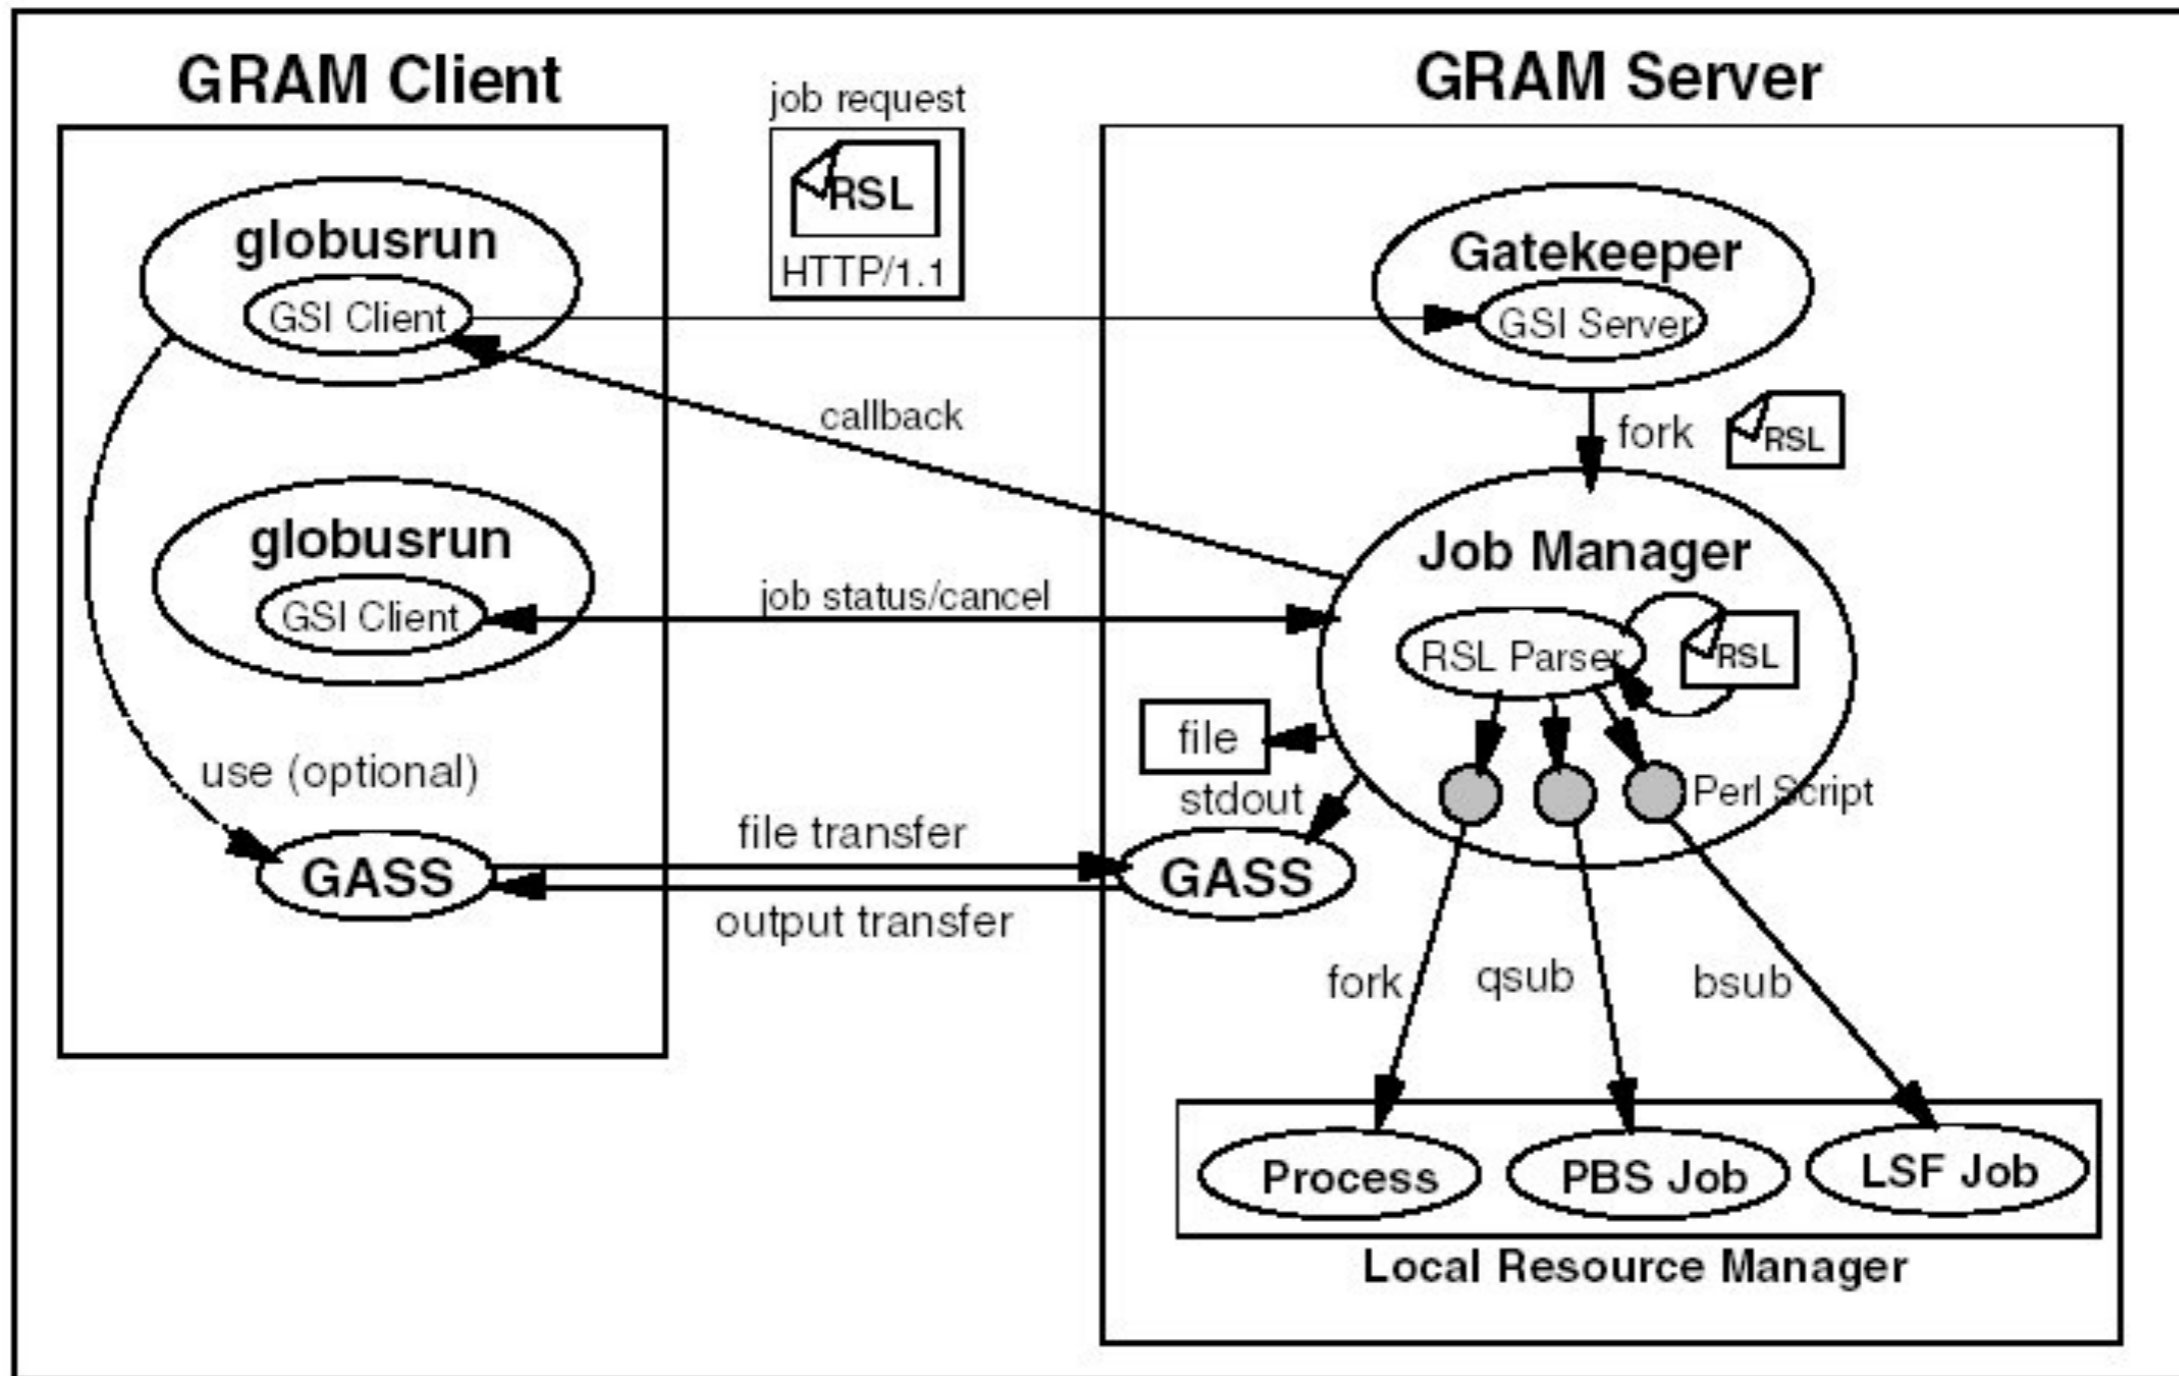 GRAM Client
GRAM Server
job request
RSL
HTTP/1.1
globusrun
GSI Client
Gatekeeper
GSI Server
callback
fork
RSL
globusrun
GSI Client
job status/cancel
Job Manager
RSL Parser
RSL
file
stdout
Perl Script
use (optional)
file transfer
GASS
GASS
output transfer
fork
qsub
bsub
Process
PBS Job
LSF Job
Local Resource Manager